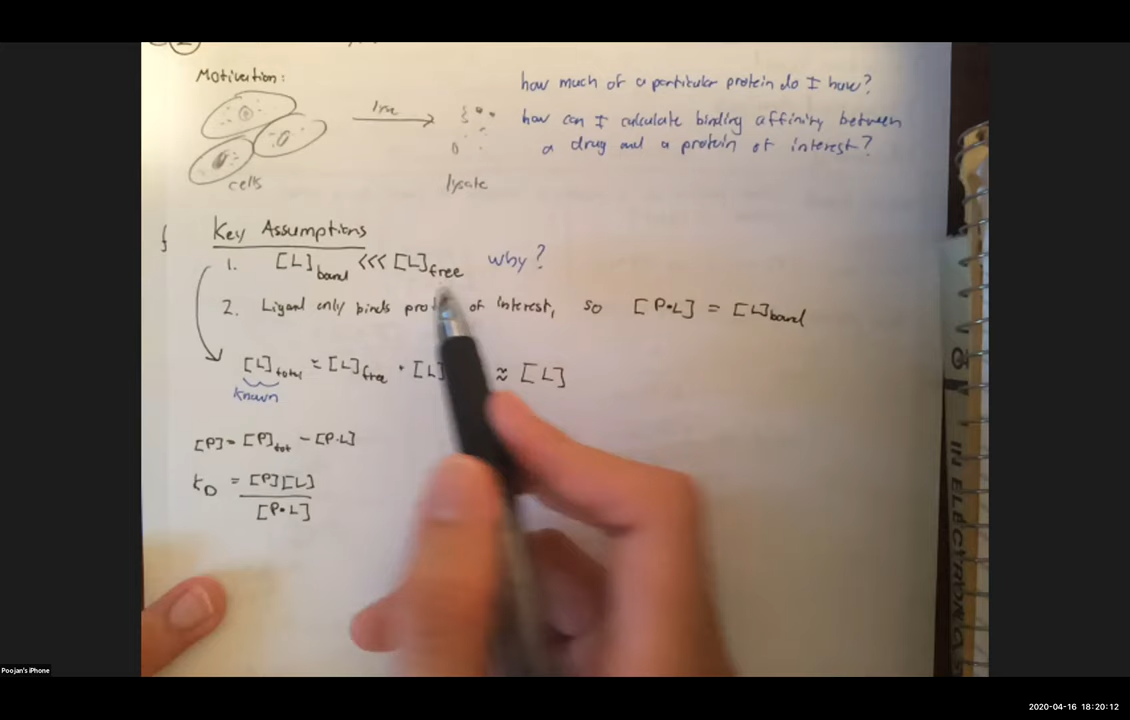 Motivation:
how much of a particular protein do I have?
how can I calculate binding affinity between
a drug and a protein of interest?
cells
lysate
Key Assumptions
1. [L]bound <<< [L]free why?
2. Ligand only binds of interest, so [P•L] = [L]bound
[L]total = [L]free + [L] ≈ [L]
known
[P] = [P]tot - [P•L]
KD = [P][L]
[P•L]
IN ELECTRODYNA
Poojan's iPhone
2020-04-16 18:20:12